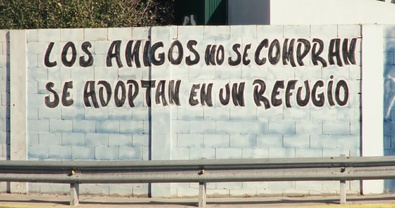 LOS AMIGOS NO SE COMPRAN
SE ADOPTAN EN UN REFUGIO